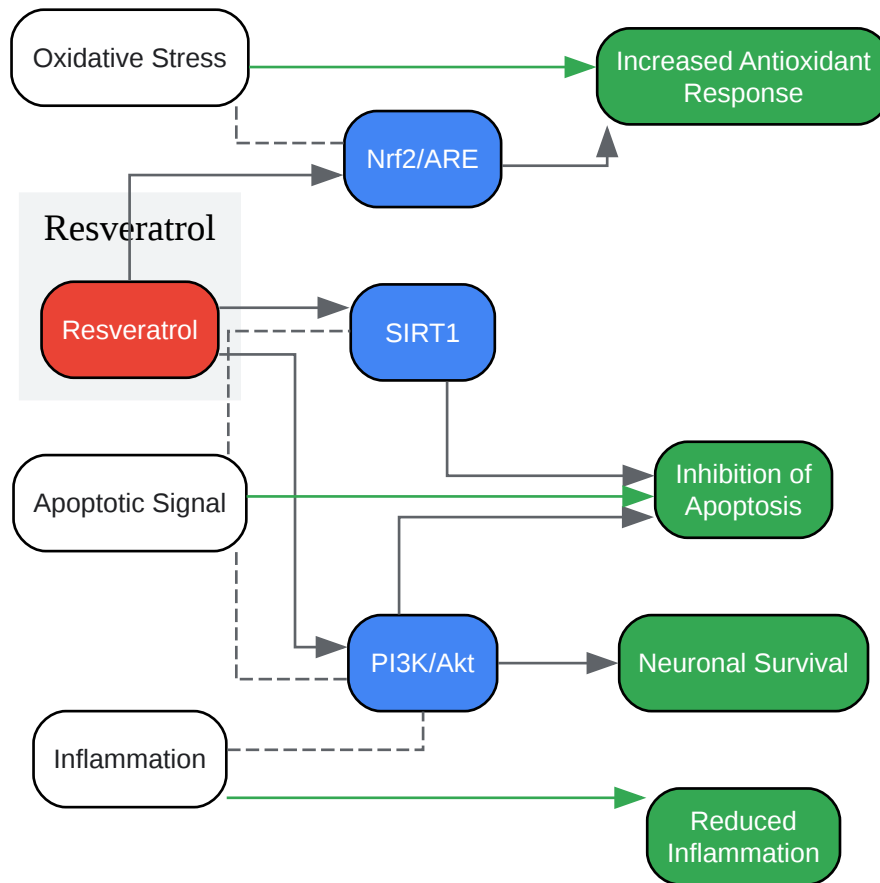 Oxidative Stress
Increased Antioxidant
Response
Nrf2/ARE
Resveratrol
Resveratrol
SIRT1
Apoptotic Signal
Inhibition of
Apoptosis
PI3K/Akt
Neuronal Survival
Inflammation
Reduced
Inflammation